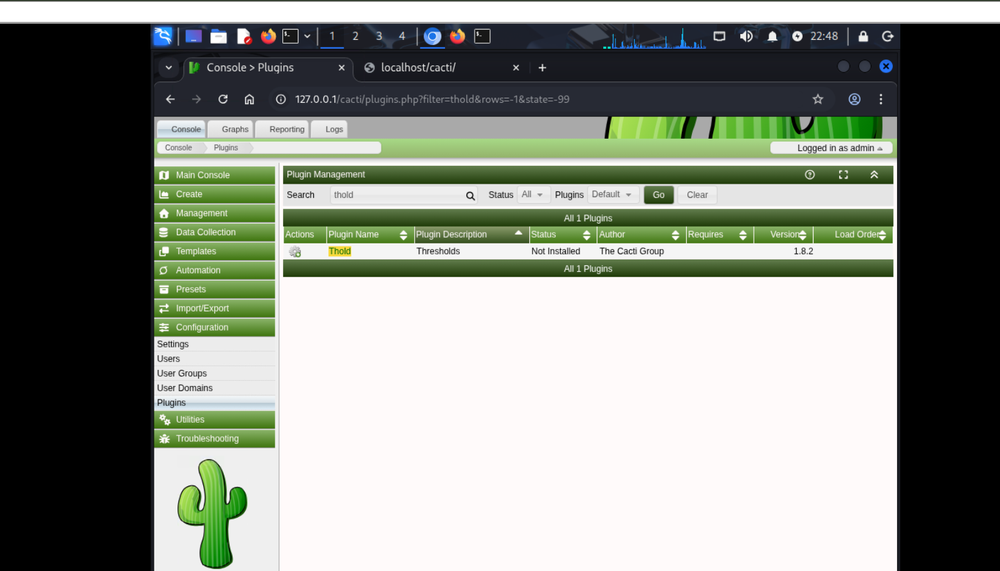 1 2 3 4 22:48
Console > Plugins localhost/cacti/
127.0.0.1/cacti/plugins.php?filter=thold&rows=-1&state=-99
Console Graphs Reporting Logs
Console Plugins Logged in as admin
Main Console
Create
Management
Data Collection
Templates
Automation
Presets
Import/Export
Configuration
Settings
Users
User Groups
User Domains
Plugins
Utilities
Troubleshooting
Plugin Management
Search thold Status All Plugins Default Go Clear
All 1 Plugins
Actions Plugin Name Plugin Description Status Author Requires Version Load Order
Thold Thresholds Not Installed The Cacti Group 1.8.2
All 1 Plugins